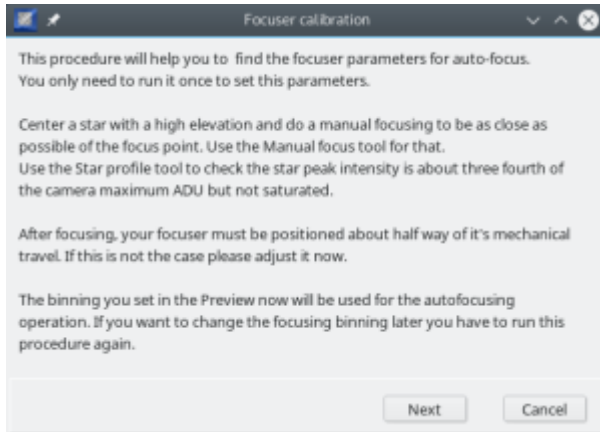 Focuser calibration
This procedure will help you to  find the focuser parameters for auto-focus.
You only need to run it once to set this parameters.
Center a star with a high elevation and do a manual focusing to be as close as
possible of the focus point. Use the Manual focus tool for that.
Use the Star profile tool to check the star peak intensity is about three fourth of
the camera maximum ADU but not saturated.
After focusing, your focuser must be positioned about half way of it's mechanical
travel. If this is not the case please adjust it now.
The binning you set in the Preview now will be used for the autofocusing
operation. If you want to change the focusing binning later you have to run this
procedure again.
Next
Cancel